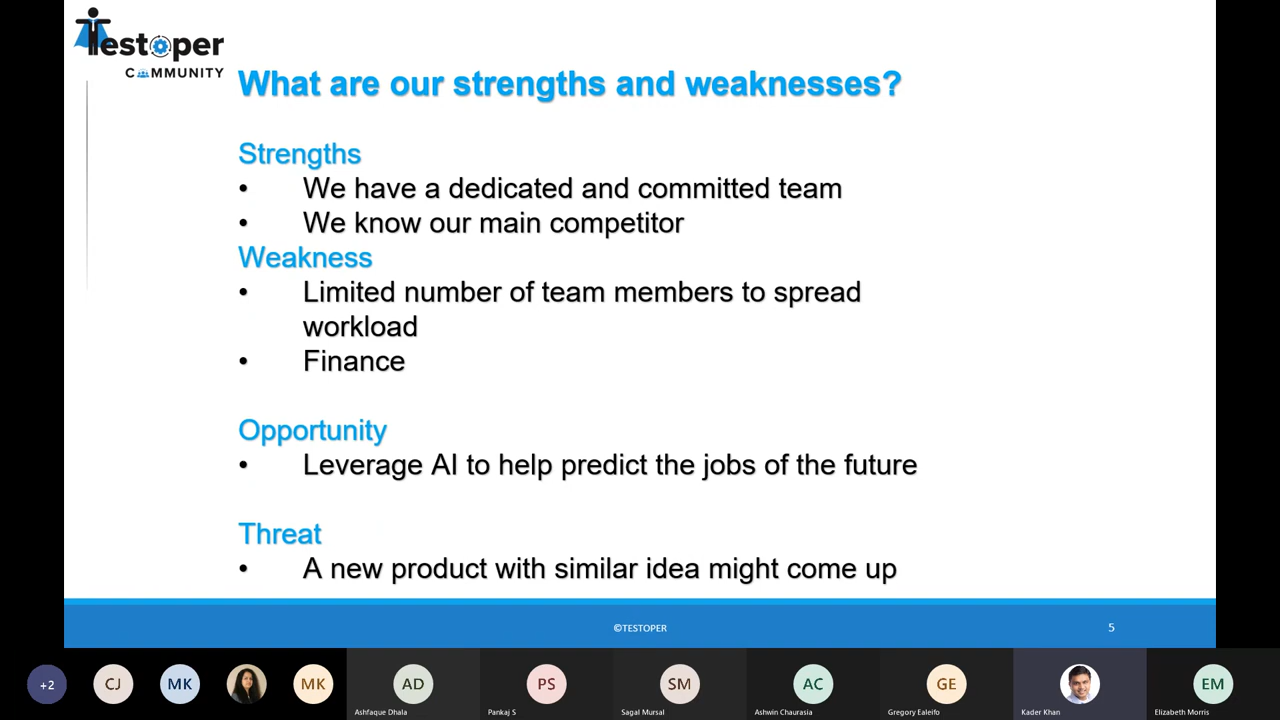 Testoper
COMMUNITY
What are our strengths and weaknesses?
Strengths
• We have a dedicated and committed team
• We know our main competitor
Weakness
• Limited number of team members to spread
workload
• Finance
Opportunity
• Leverage AI to help predict the jobs of the future
Threat
• A new product with similar idea might come up
©TESTOPER
5
+2
CJ
MK
MK
AD
PS
SM
AC
GE
EM
Ashfaque Dhala
Pankaj S
Sagal Mursal
Ashwin Chaurasia
Gregory Ealeifo
Kader Khan
Elizabeth Morris